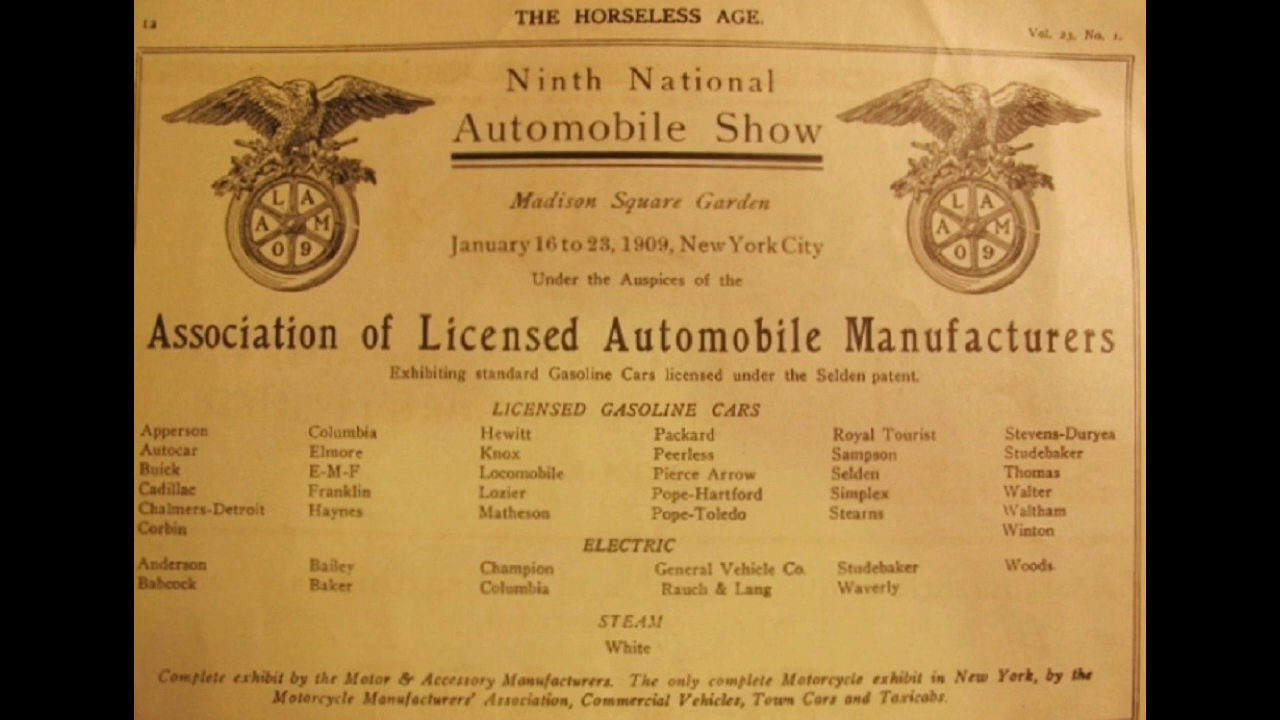 12 THE HORSELESS AGE. Vol. 23, No. 1.
Ninth National
Automobile Show
Madison Square Garden
January 16 to 23, 1909, New York City
Under the Auspices of the
L A
A M
0 9
L A
A M
0 9
Association of Licensed Automobile Manufacturers
Exhibiting standard Gasoline Cars licensed under the Selden patent.
LICENSED GASOLINE CARS
Apperson Columbia Hewitt Packard Royal Tourist Stevens-Duryea
Autocar Elmore Knox Peerless Sampson Studebaker
Buick E-M-F Locomobile Pierce Arrow Selden Thomas
Cadillac Franklin Lozier Pope-Hartford Simplex Walter
Chalmers-Detroit Haynes Matheson Pope-Toledo Stearns Waltham
Corbin Winton
ELECTRIC
Anderson Bailey Champion General Vehicle Co. Studebaker Woods
Babcock Baker Columbia Rauch & Lang Waverly
STEAM
White
Complete exhibit by the Motor & Accessory Manufacturers. The only complete Motorcycle exhibit in New York, by the
Motorcycle Manufacturers' Association, Commercial Vehicles, Town Cars and Taxicabs.